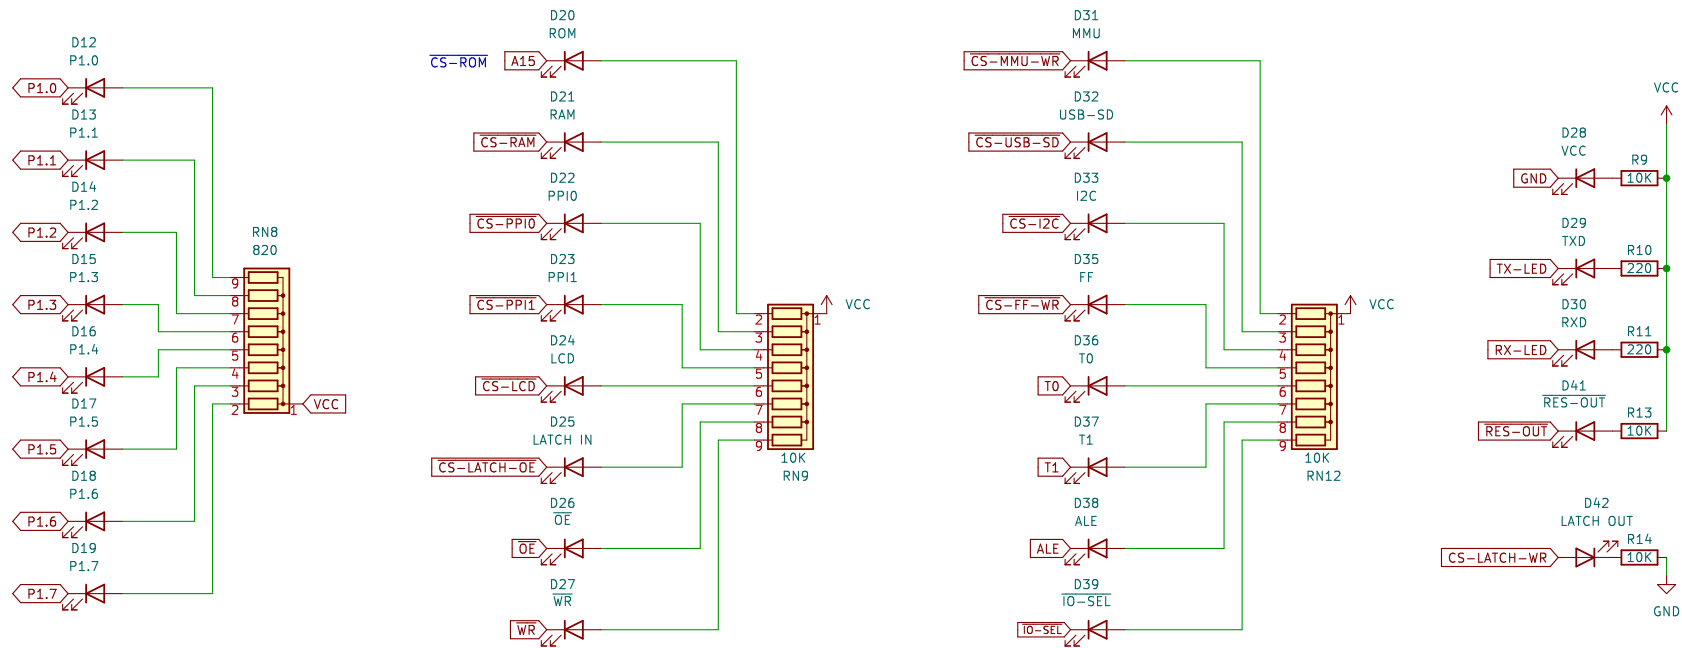 D12
P1.0
P1.0
D13
P1.1
P1.1
D14
P1.2
P1.2
D15
P1.3
P1.3
D16
P1.4
P1.4
D17
P1.5
P1.5
D18
P1.6
P1.6
D19
P1.7
P1.7
RN8
820
9
8
7
6
5
4
3
2
1
VCC
D20
ROM
CS-ROM
A15
D21
RAM
CS-RAM
D22
PPI0
CS-PPI0
D23
PPI1
CS-PPI1
D24
LCD
CS-LCD
D25
LATCH IN
CS-LATCH-OE
D26
OE
OE
D27
WR
WR
VCC
1
2
3
4
5
6
7
8
9
10K
RN9
D31
MMU
CS-MMU-WR
D32
USB-SD
CS-USB-SD
D33
I2C
CS-I2C
D35
FF
CS-FF-WR
D36
T0
T0
D37
T1
T1
D38
ALE
ALE
D39
IO-SEL
IO-SEL
VCC
1
2
3
4
5
6
7
8
9
10K
RN12
VCC
D28
VCC
GND
R9
10K
D29
TXD
TX-LED
R10
220
D30
RXD
RX-LED
R11
220
D41
RES-OUT
RES-OUT
R13
10K
D42
LATCH OUT
CS-LATCH-WR
R14
10K
GND